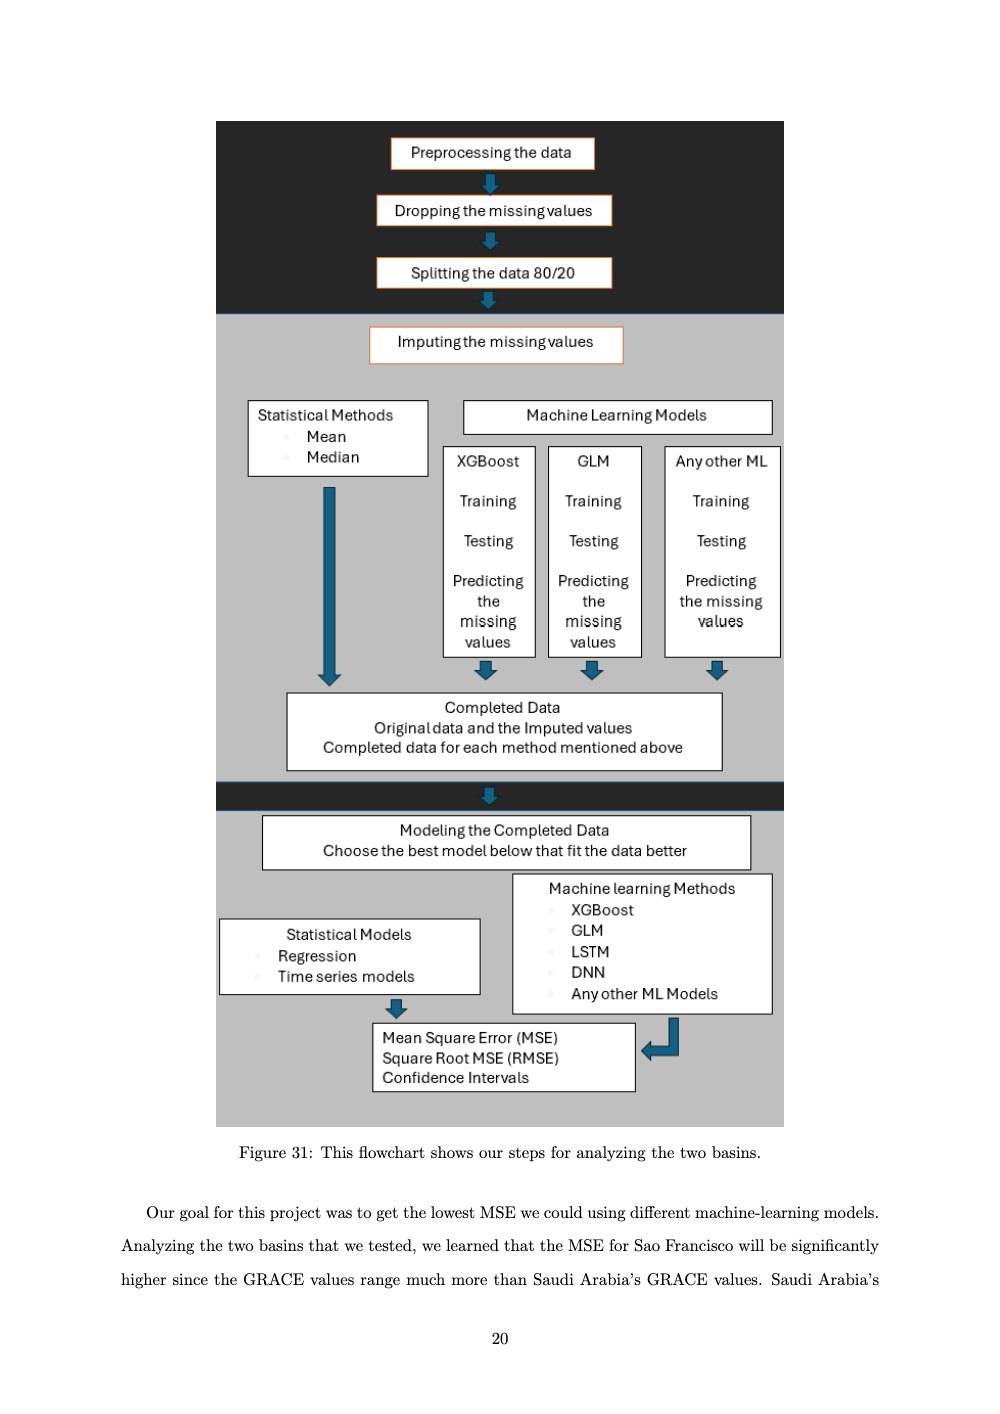 Preprocessing the data
Dropping the missing values
Splitting the data 80/20
Imputing the missing values
Statistical Methods
Mean
Median
Machine Learning Models
XGBoost
Training
Testing
Predicting
the
missing
values
GLM
Training
Testing
Predicting
the
missing
values
Any other ML
Training
Testing
Predicting
the missing
values
Completed Data
Original data and the Imputed values
Completed data for each method mentioned above
Modeling the Completed Data
Choose the best model below that fit the data better
Statistical Models
Regression
Time series models
Machine learning Methods
XGBoost
GLM
LSTM
DNN
Any other ML Models
Mean Square Error (MSE)
Square Root MSE (RMSE)
Confidence Intervals
Figure 31: This flowchart shows our steps for analyzing the two basins.
Our goal for this project was to get the lowest MSE we could using different machine-learning models.
Analyzing the two basins that we tested, we learned that the MSE for Sao Francisco will be significantly
higher since the GRACE values range much more than Saudi Arabia's GRACE values. Saudi Arabia's
20